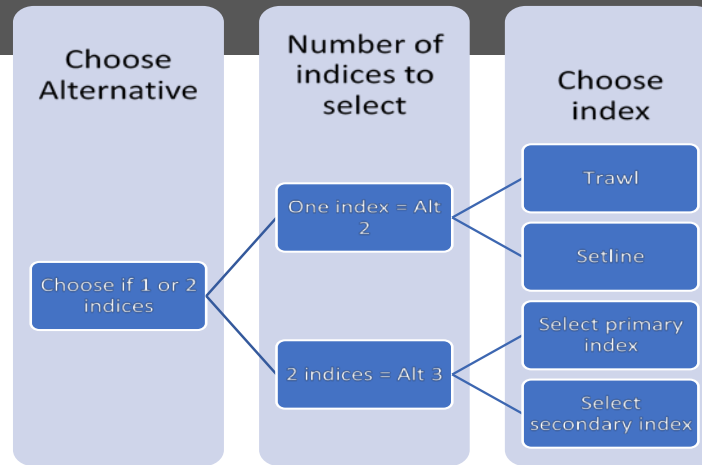 Choose
Alternative
Choose if 1 or 2
indices
Number of
indices to
select
One index = Alt
2
2 indices = Alt 3
Choose
index
Trawl
Setline
Select primary
index
Select
secondary index